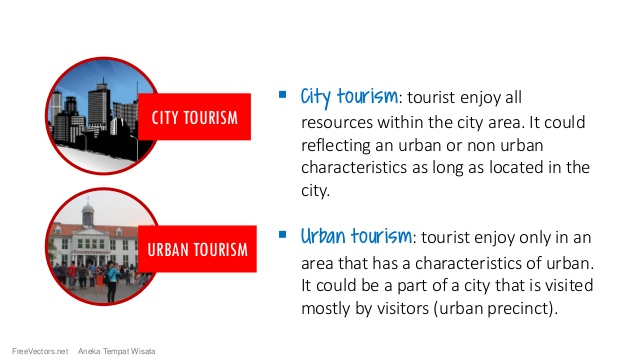 CITY TOURISM
City tourism: tourist enjoy all
resources within the city area. It could
reflecting an urban or non urban
characteristics as long as located in the
city.
URBAN TOURISM
Urban tourism: tourist enjoy only in an
area that has a characteristics of urban.
It could be a part of a city that is visited
mostly by visitors (urban precinct).
FreeVectors.net Aneka Tempat Wisata